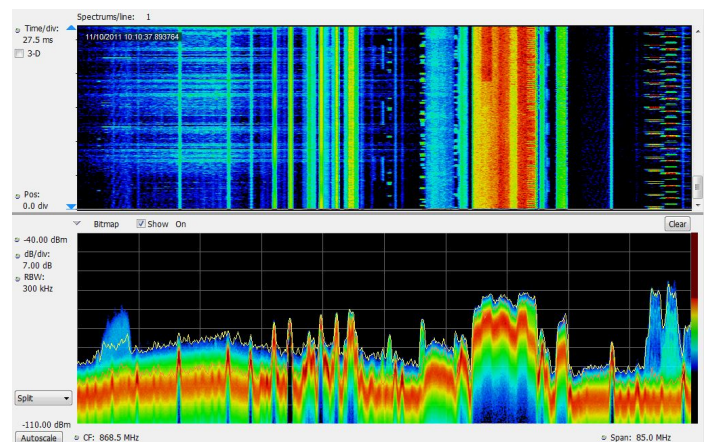 Spectrums/line: 1
Time/div:
27.5 ms
3-D
11/10/2011 10:10:37.893764
Pos:
0.0 div
Bitmap Show On Clear
-40.00 dBm
dB/div:
7.00 dB
RBW:
300 kHz
Split
-110.00 dBm
Autoscale CF: 868.5 MHz Span: 85.0 MHz